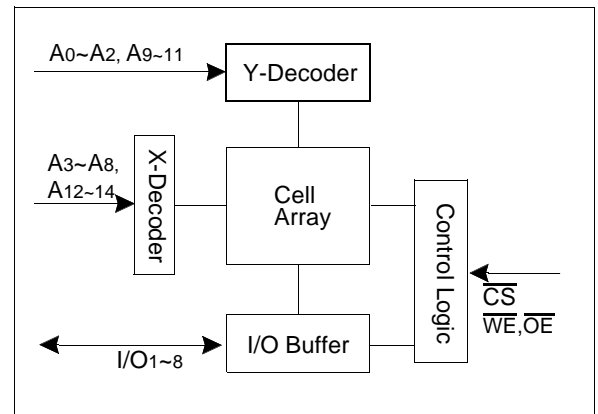 A0~A2, A9~11
Y-Decoder
A3~A8,
A12~14
X-Decoder
Cell
Array
Control Logic
CS
WE,OE
I/O Buffer
I/O1~8